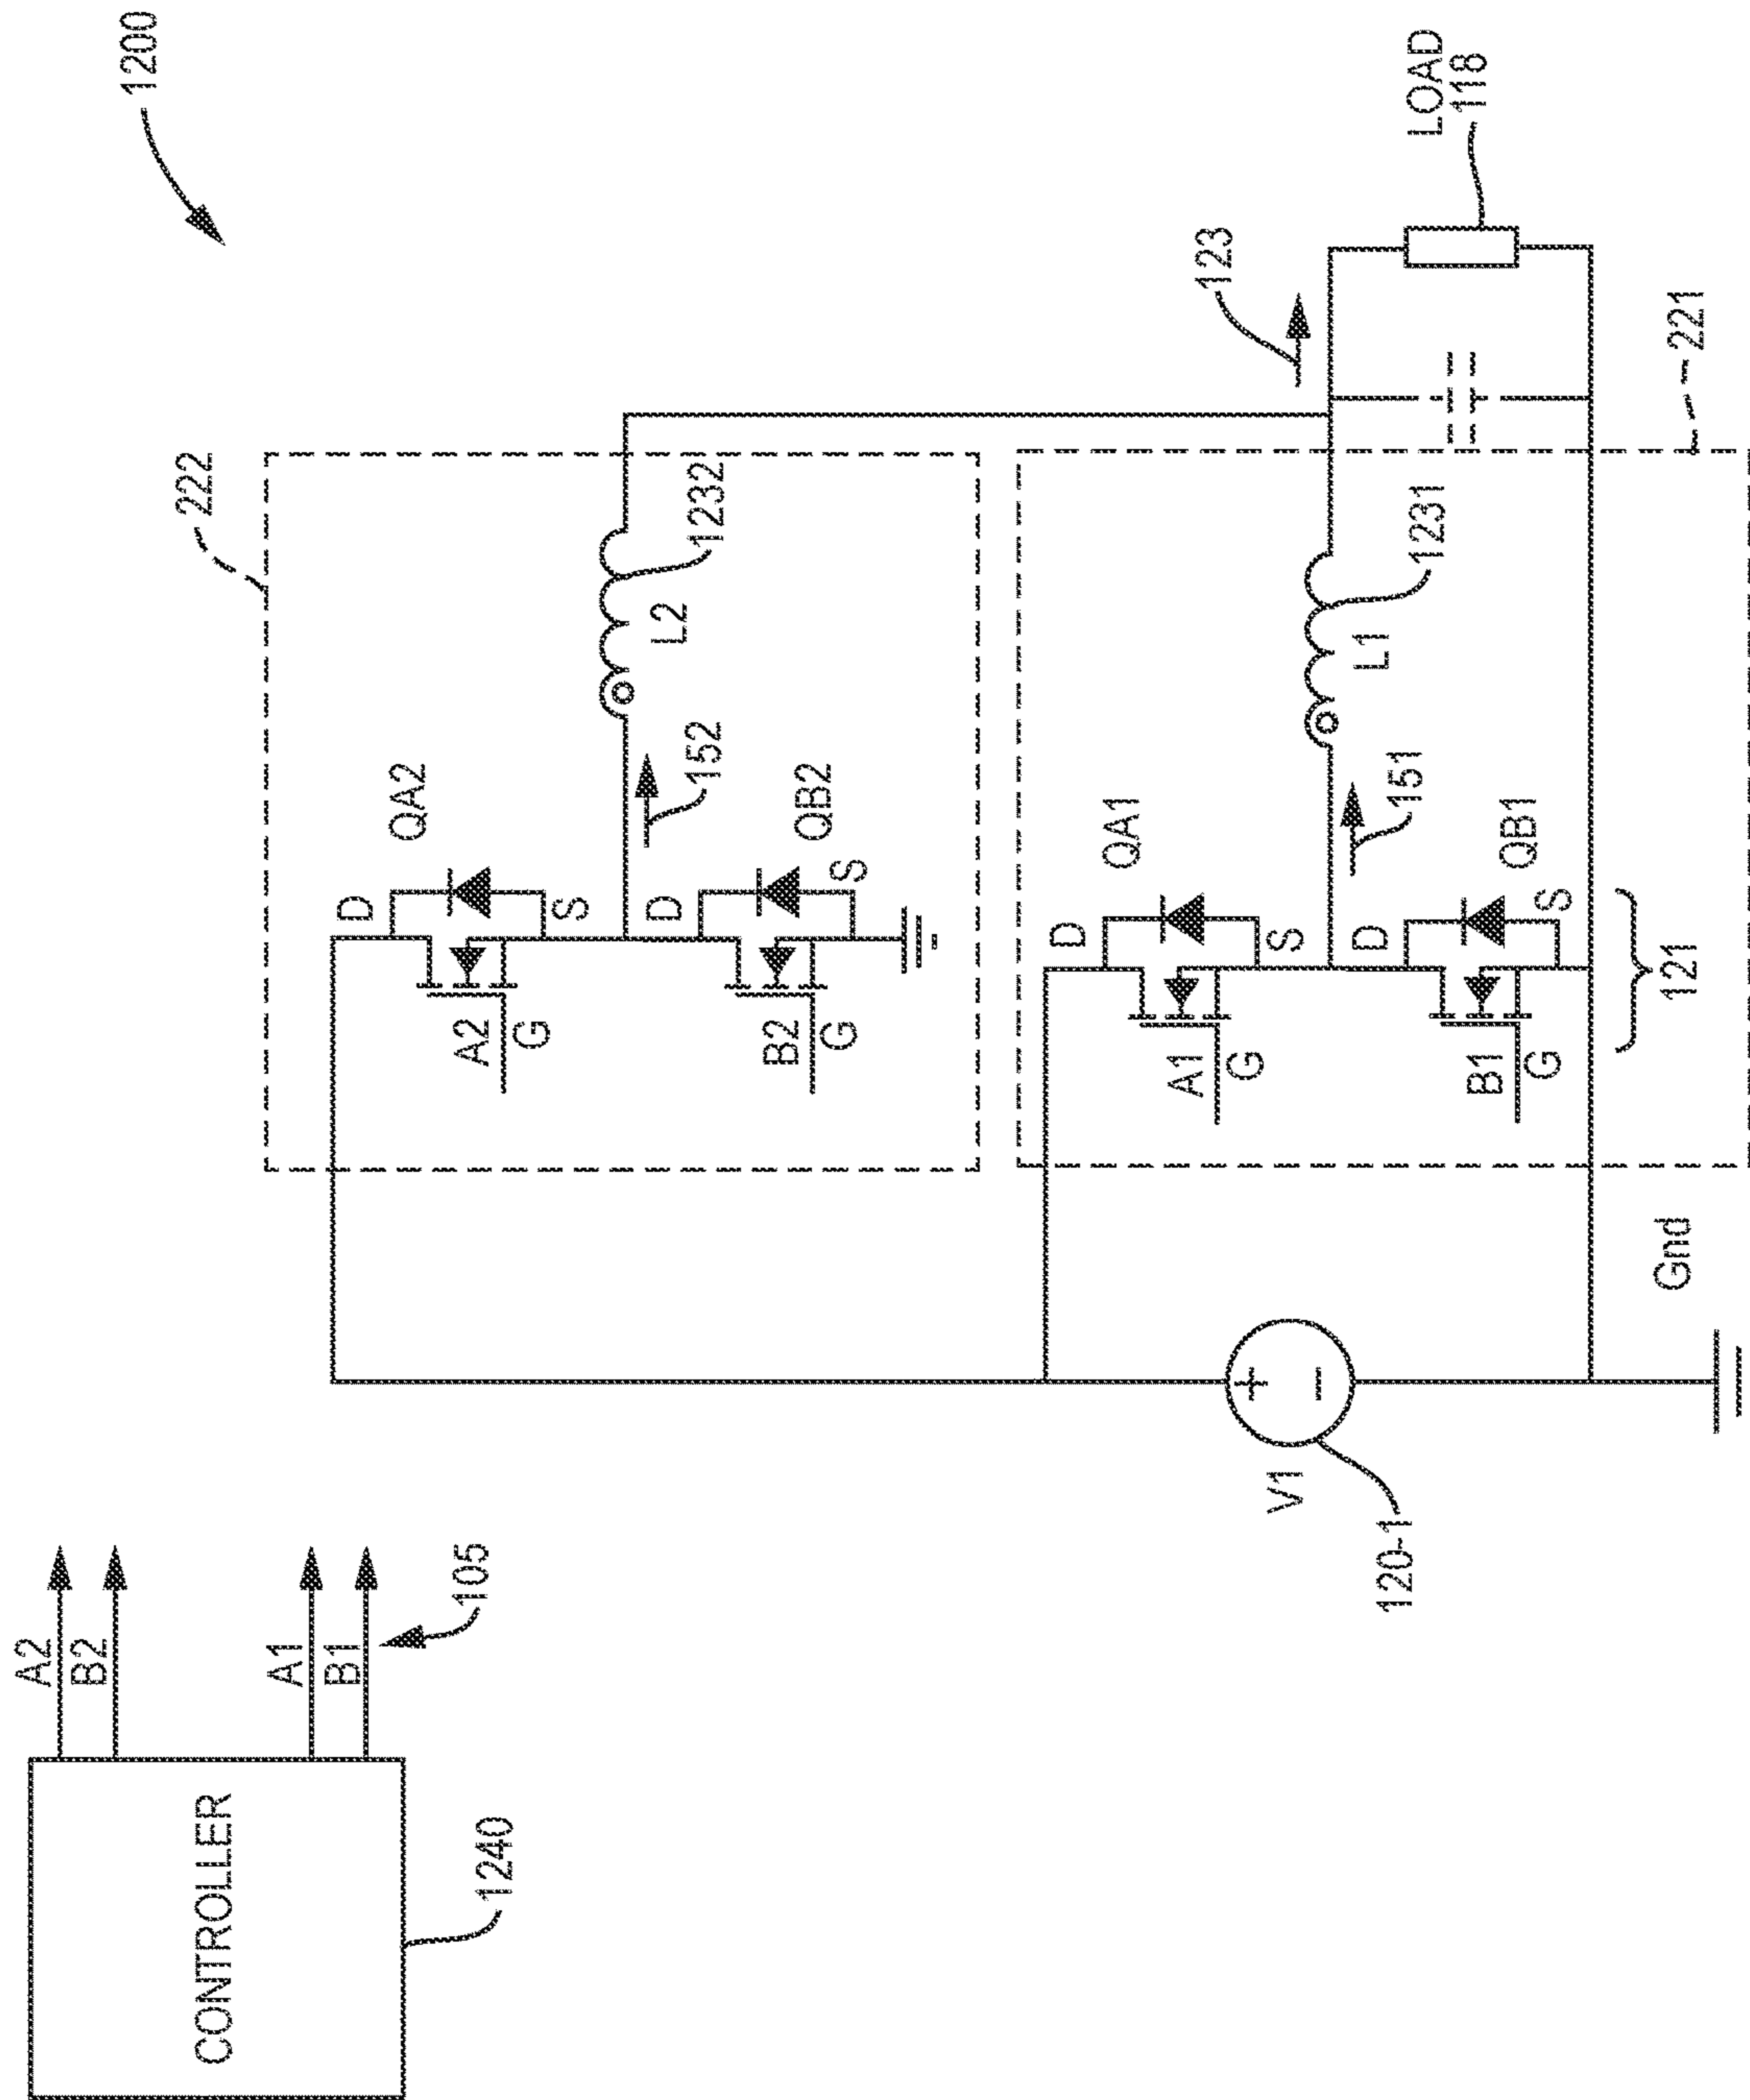 1200
CONTROLLER
1240
A2
B2
A1
B1
105
222
QA2
D
A2
G
S
152
L2
1232
D
B2
G
S
QB2
221
QA1
D
A1
G
S
151
L1
1231
D
B1
G
S
QB1
121
V1
+
−
120-1
Gnd
123
LOAD
118